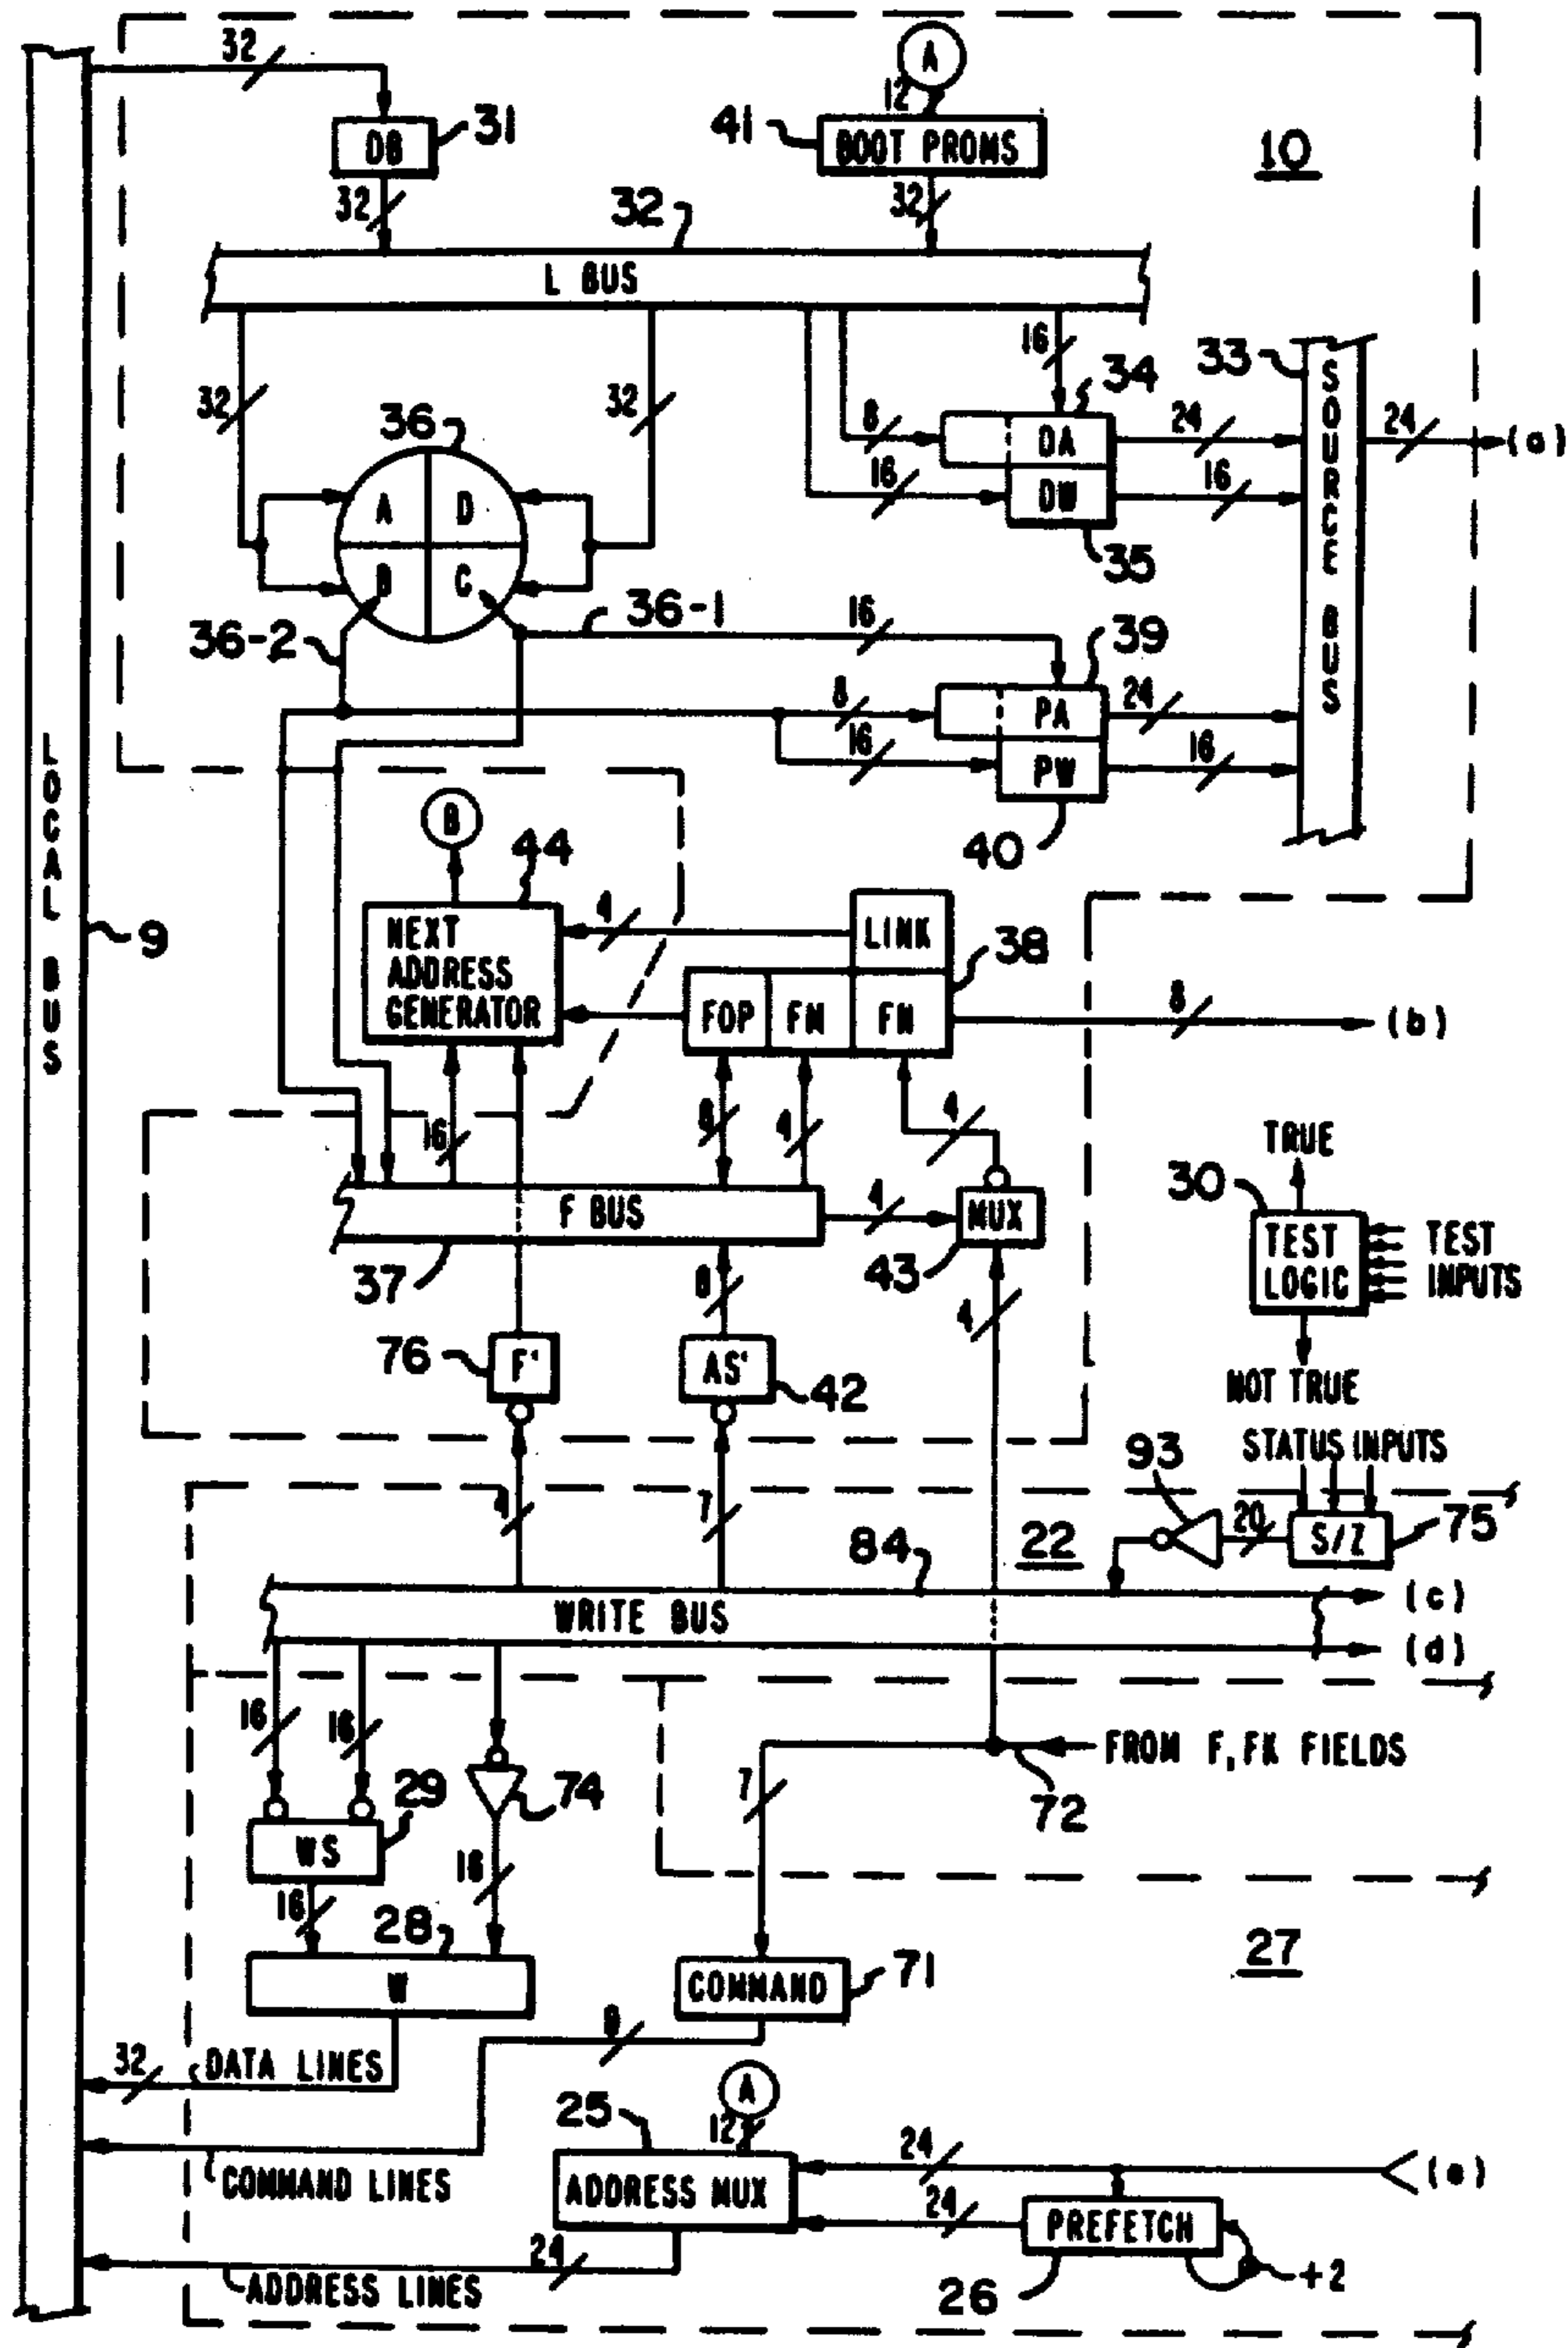 32
A
12
DB
31
41
BOOT PROMS
10
32
32
32
L BUS
16
34
33
SOURCE BUS
32
36
32
8
DA
24
24
(a)
A
D
16
DW
16
B
C
35
36-2
36-1
16
39
8
PA
24
16
PW
16
40
LOCAL BUS
9
B
44
4
LINK
38
NEXT
ADDRESS
GENERATOR
FOP
FM
FN
8
(b)
16
8
4
4
TRUE
30
F BUS
4
MUX
TEST
LOGIC
TEST
INPUTS
37
8
43
4
76
F'
AS'
42
NOT TRUE
STATUS INPUTS
93
4
7
22
20
S/Z
75
84
WRITE BUS
(c)
(d)
16
16
FROM F, FK FIELDS
7
72
29
74
WS
16
16
28
27
W
COMMAND
71
32
DATA LINES
A
25
12
24
(e)
COMMAND LINES
ADDRESS MUX
24
PREFETCH
24
26
+2
ADDRESS LINES